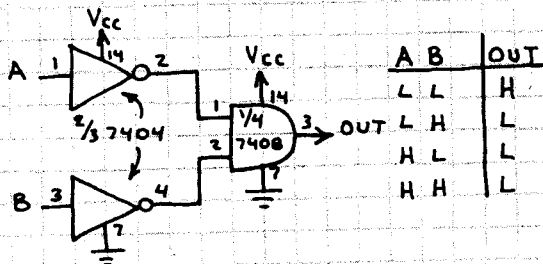 Vcc
14
A 1 2
2/3 7404
B 3 4
7
Vcc
14
1 1/4
2 7408
3 OUT
7
A B OUT
L L H
L H L
H L L
H H L